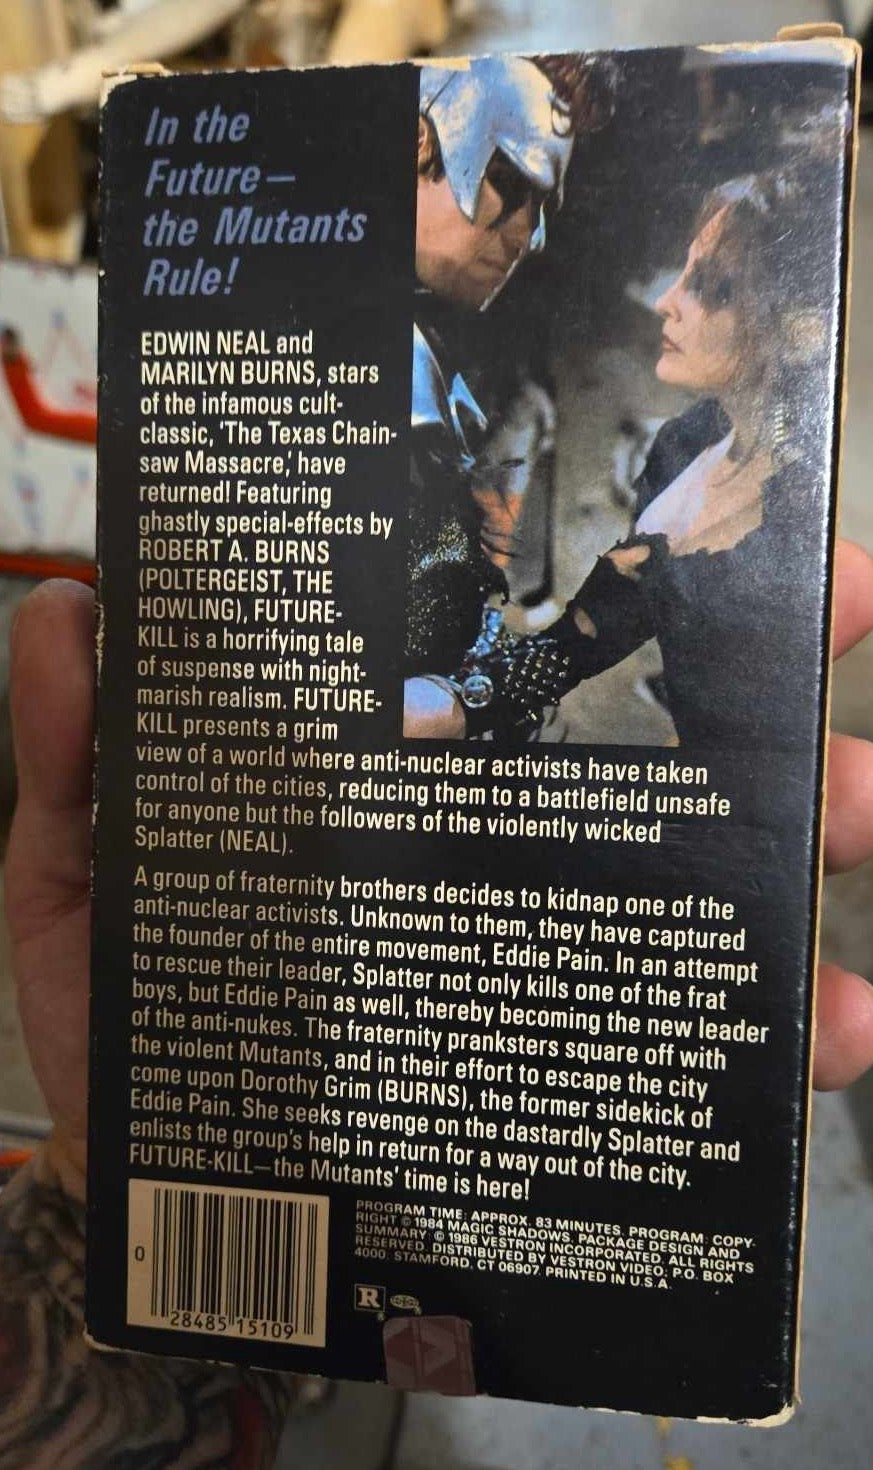 In the
Future—
the Mutants
Rule!
EDWIN NEAL and
MARILYN BURNS, stars
of the infamous cult-
classic, 'The Texas Chain-
saw Massacre,' have
returned! Featuring
ghastly special-effects by
ROBERT A. BURNS
(POLTERGEIST, THE
HOWLING), FUTURE-
KILL is a horrifying tale
of suspense with night-
marish realism. FUTURE-
KILL presents a grim
view of a world where anti-nuclear activists have taken
control of the cities, reducing them to a battlefield unsafe
for anyone but the followers of the violently wicked
Splatter (NEAL).
A group of fraternity brothers decides to kidnap one of the
anti-nuclear activists. Unknown to them, they have captured
the founder of the entire movement, Eddie Pain. In an attempt
to rescue their leader, Splatter not only kills one of the frat
boys, but Eddie Pain as well, thereby becoming the new leader
of the anti-nukes. The fraternity pranksters square off with
the violent Mutants, and in their effort to escape the city
come upon Dorothy Grim (BURNS), the former sidekick of
Eddie Pain. She seeks revenge on the dastardly Splatter and
enlists the group's help in return for a way out of the city.
FUTURE-KILL—the Mutants' time is here!
PROGRAM TIME: APPROX. 83 MINUTES. PROGRAM: COPY-
RIGHT © 1984 MAGIC SHADOWS. PACKAGE DESIGN AND
SUMMARY: © 1986 VESTRON INCORPORATED. ALL RIGHTS
RESERVED. DISTRIBUTED BY VESTRON VIDEO, P.O. BOX
4000, STAMFORD, CT 06907. PRINTED IN U.S.A.
0
28485 15109
R